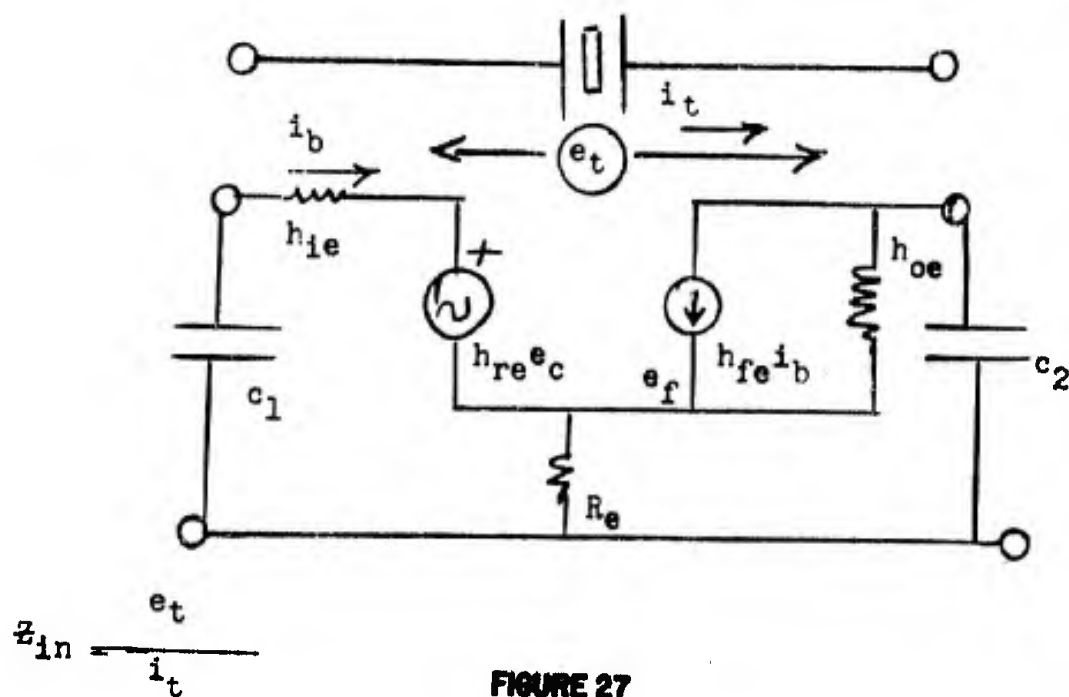 i_t
i_b
e_t
h_ie
h_oe
+
h_re e_c
e_f
h_fe i_b
c_1
c_2
R_e
Z_in = e_t / i_t
FIGURE 27